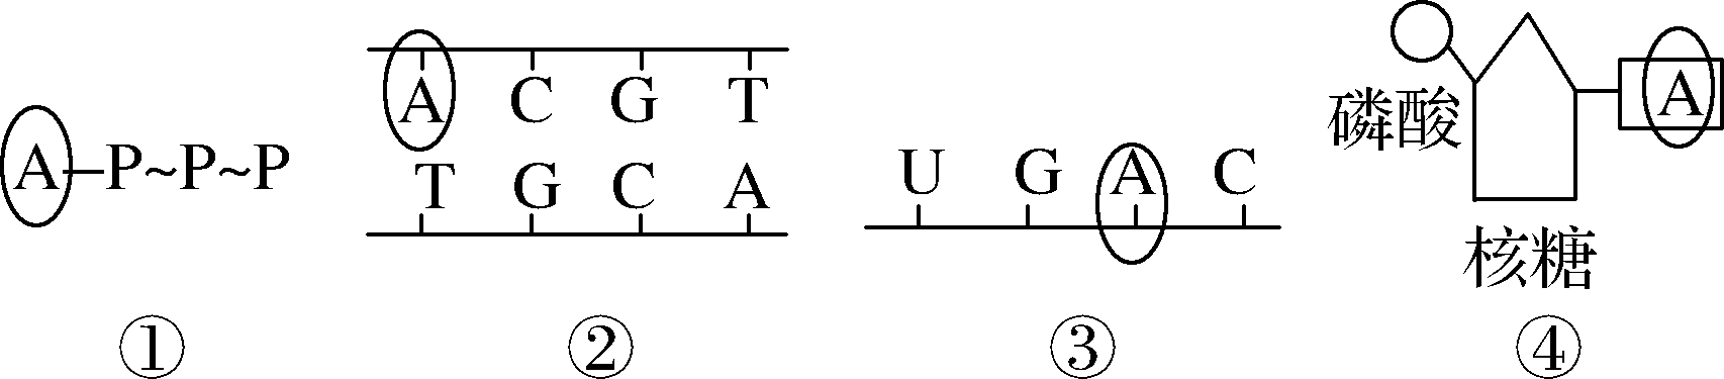 A—P~P~P
A C G T
T G C A
U G A C
磷酸
A
核糖
① ② ③ ④